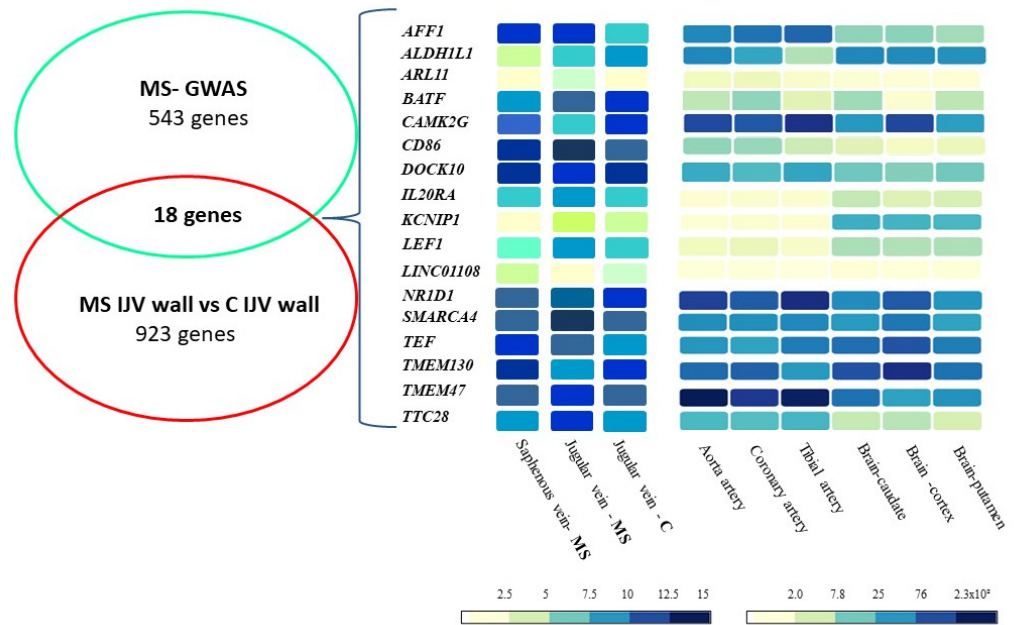 MS- GWAS
543 genes
18 genes
MS IJV wall vs C IJV wall
923 genes
AFF1
ALDH1L1
ARL11
BATF
CAMK2G
CD86
DOCK10
IL20RA
KCNIP1
LEF1
LINC01108
NR1D1
SMARCA4
TEF
TMEM130
TMEM47
TTC28
Saphenous vein- MS
Jugular vein - MS
Jugular vein - C
Aorta artery
Coronary artery
Tibial artery
Brain-caudate
Brain -cortex
Brain-putamen
2.5 5 7.5 10 12.5 15
2.0 7.8 25 76